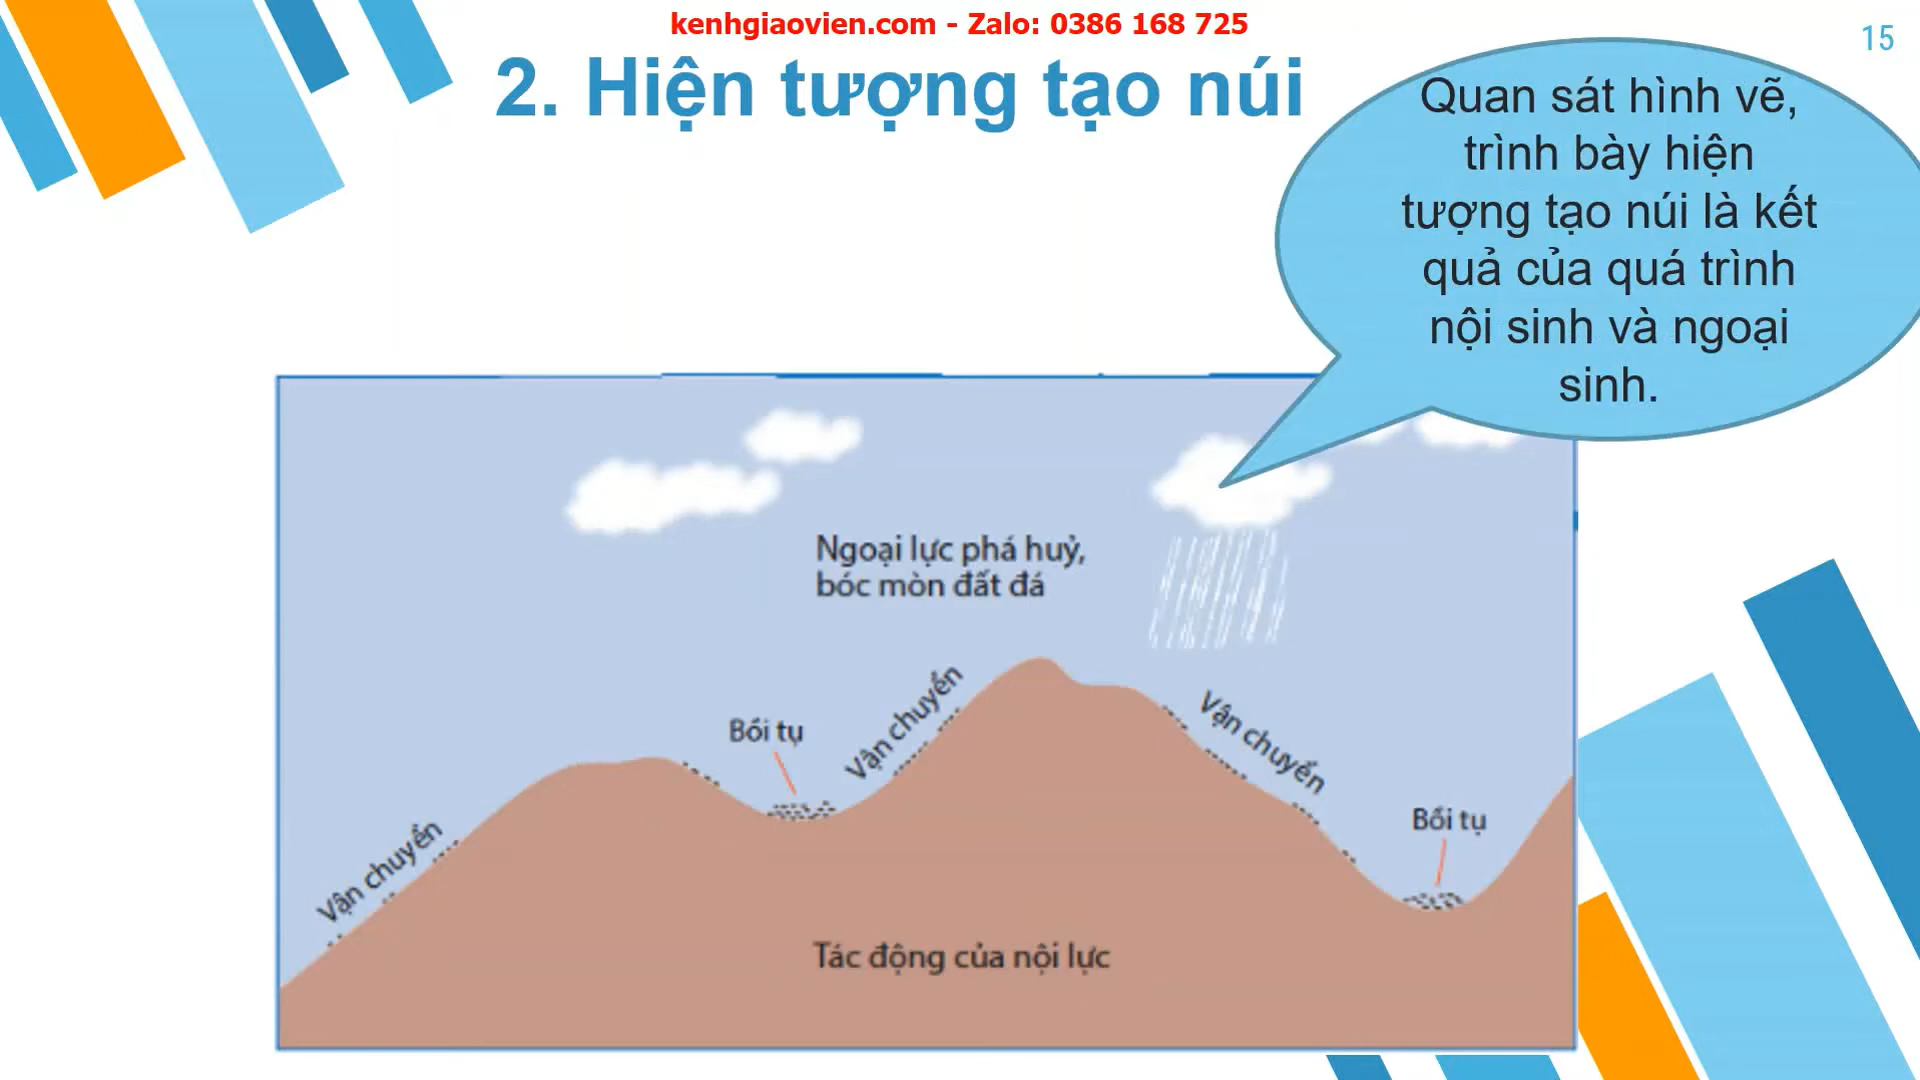 kenhgiaovien.com - Zalo: 0386 168 725
15
2. Hiện tượng tạo núi
Quan sát hình vẽ,
trình bày hiện
tượng tạo núi là kết
quả của quá trình
nội sinh và ngoại
sinh.
Ngoại lực phá huỷ,
bóc mòn đất đá
Bồi tụ
Vận chuyển
Vận chuyển
Vận chuyển
Bồi tụ
Tác động của nội lực